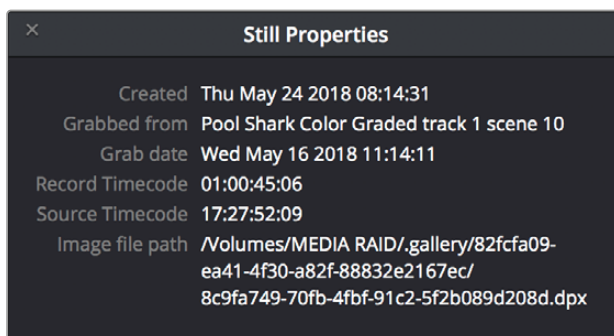 Still Properties
Created Thu May 24 2018 08:14:31
Grabbed from Pool Shark Color Graded track 1 scene 10
Grab date Wed May 16 2018 11:14:11
Record Timecode 01:00:45:06
Source Timecode 17:27:52:09
Image file path /Volumes/MEDIA RAID/.gallery/82fcfa09-
ea41-4f30-a82f-88832e2167ec/
8c9fa749-70fb-4fbf-91c2-5f2b089d208d.dpx